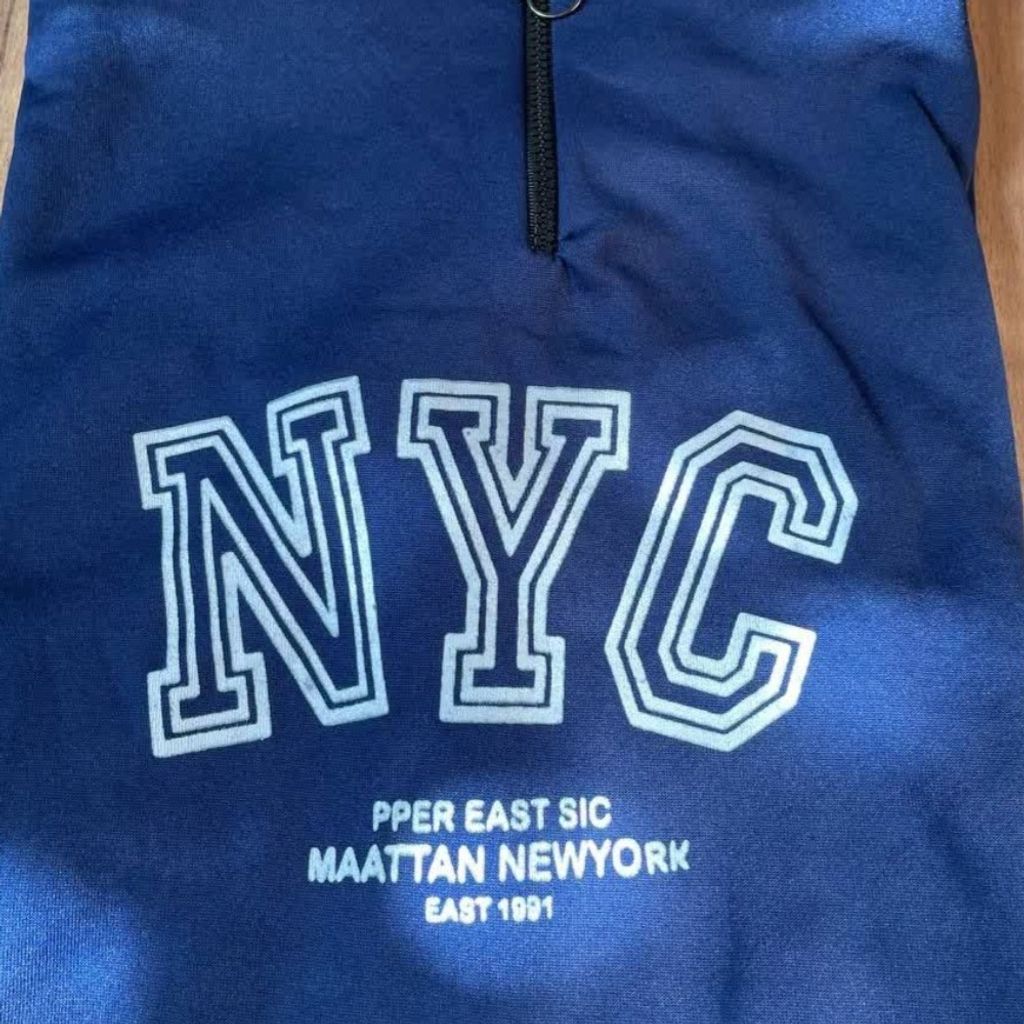 NYC
PPER EAST SIC
MAATTAN NEWYORK
EAST 1991